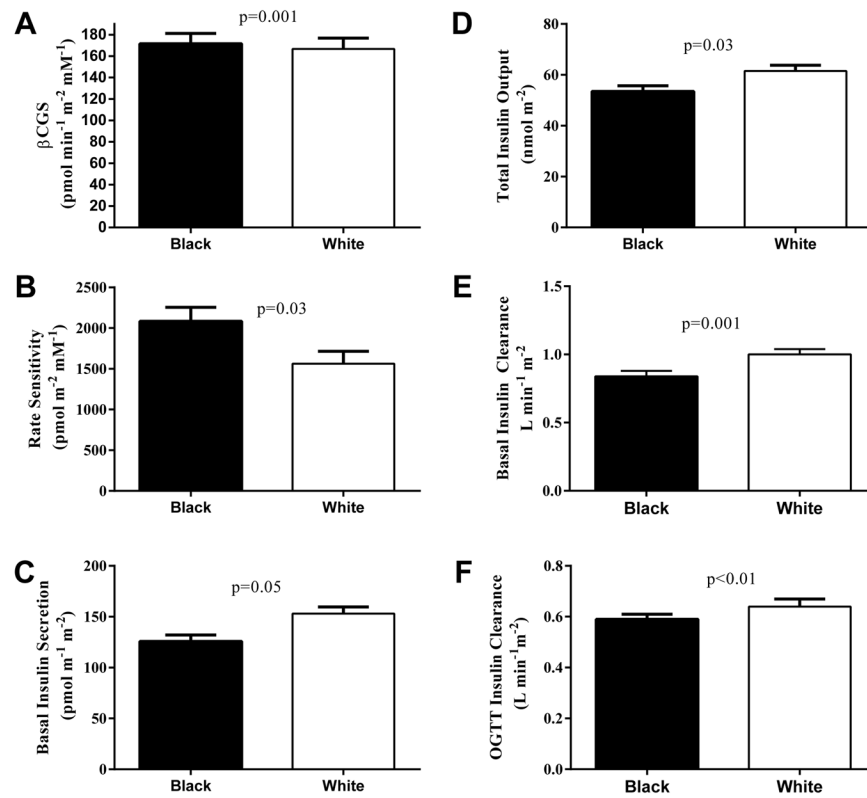 A
p=0.001
βCGS
(pmol min-1 m-2 mM-1)
180
160
140
120
100
80
60
40
20
0
Black
White
B
p=0.03
Rate Sensitivity
(pmol m-2 mM-1)
2500
2000
1500
1000
500
0
Black
White
C
p=0.05
Basal Insulin Secretion
(pmol m-1 m-2)
200
150
100
50
0
Black
White
D
p=0.03
Total Insulin Output
(nmol m-2)
80
60
40
20
0
Black
White
E
p=0.001
Basal Insulin Clearance
L min-1 m-2
1.5
1.0
0.5
0.0
Black
White
F
p<0.01
OGTT Insulin Clearance
(L min-1m-2)
0.8
0.6
0.4
0.2
0.0
Black
White